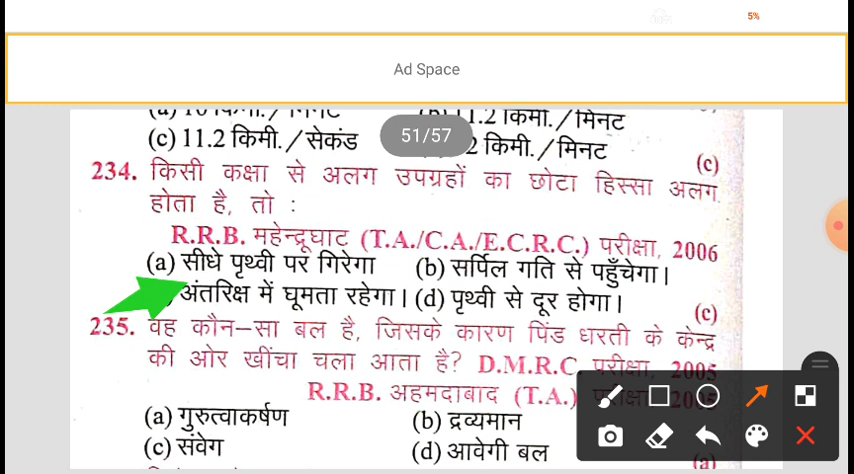 5%
Ad Space
51/57
किमी./मिनट
(c) 11.2 किमी./सेकंड 2 किमी./मिनट
(c)
234. किसी कक्षा से अलग उपग्रहों का छोटा हिस्सा अलग
होता है, तो :
R.R.B. महेन्द्रूघाट (T.A./C.A./E.C.R.C.) परीक्षा, 2006
(a) सीधे पृथ्वी पर गिरेगा (b) सर्पिल गति से पहुँचेगा।
अंतरिक्ष में घूमता रहेगा। (d) पृथ्वी से दूर होगा।
(c)
235. वह कौन–सा बल है, जिसके कारण पिंड धरती के केन्द्र
की ओर खींचा चला आता है? D.M.R.C. परीक्षा, 2005
R.R.B. अहमदाबाद (T.A.)
(a) गुरुत्वाकर्षण (b) द्रव्यमान
(c) संवेग (d) आवेगी बल
(a)